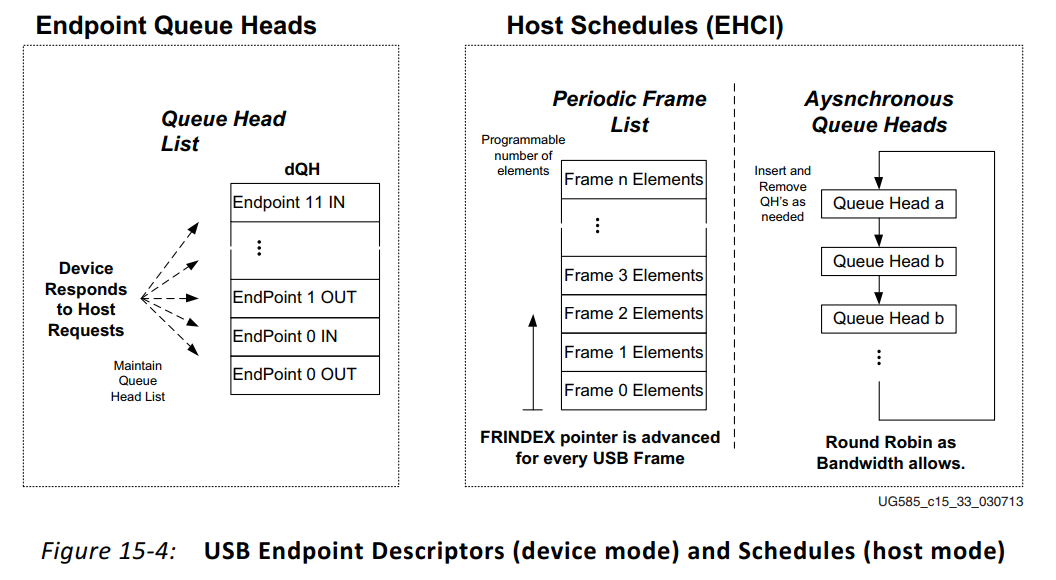 Endpoint Queue Heads
Queue Head
List
dQH
Endpoint 11 IN
EndPoint 1 OUT
EndPoint 0 IN
EndPoint 0 OUT
Device
Responds
to Host
Requests
Maintain
Queue
Head List
Host Schedules (EHCI)
Periodic Frame
List
Programmable
number of
elements
Frame n Elements
Frame 3 Elements
Frame 2 Elements
Frame 1 Elements
Frame 0 Elements
FRINDEX pointer is advanced
for every USB Frame
Aysnchronous
Queue Heads
Insert and
Remove
QH's as
needed
Queue Head a
Queue Head b
Queue Head b
Round Robin as
Bandwidth allows.
UG585_c15_33_030713
Figure 15-4: USB Endpoint Descriptors (device mode) and Schedules (host mode)